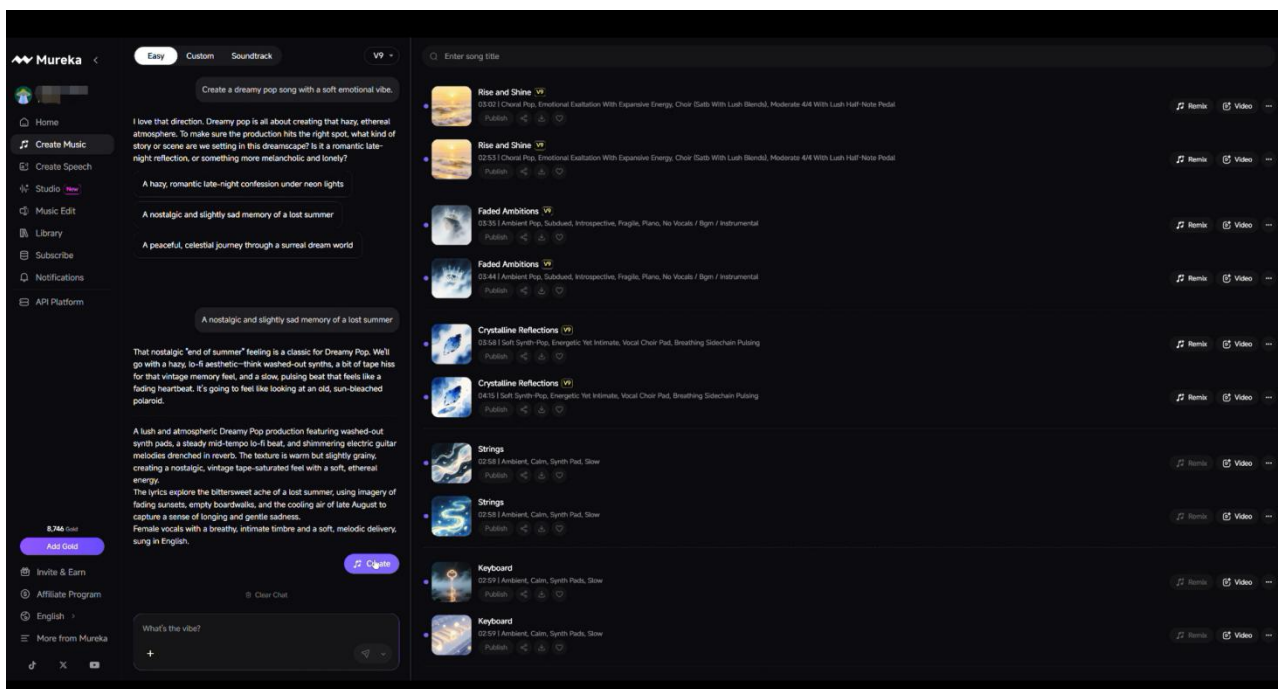 Mureka
Home
Create Music
Create Speech
Studio New
Music Edit
Library
Subscribe
Notifications
API Platform
8,746 Gold
Add Gold
Invite & Earn
Affiliate Program
English
More from Mureka
Easy Custom Soundtrack V9
Create a dreamy pop song with a soft emotional vibe.
I love that direction. Dreamy pop is all about creating that hazy, ethereal
atmosphere. To make sure the production hits the right spot, what kind of
story or scene are we setting in this dreamscape? Is it a romantic late-
night reflection, or something more melancholic and lonely?
A hazy, romantic late-night confession under neon lights
A nostalgic and slightly sad memory of a lost summer
A peaceful, celestial journey through a surreal dream world
A nostalgic and slightly sad memory of a lost summer
That nostalgic "end of summer" feeling is a classic for Dreamy Pop. We'll
go with a hazy, lo-fi aesthetic—think washed-out synths, a bit of tape hiss
for that vintage memory feel, and a slow, pulsing beat that feels like a
fading heartbeat. It's going to feel like looking at an old, sun-bleached
polaroid.
A lush and atmospheric Dreamy Pop production featuring washed-out
synth pads, a steady mid-tempo lo-fi beat, and shimmering electric guitar
melodies drenched in reverb. The texture is warm but slightly grainy,
creating a nostalgic, vintage tape-saturated feel with a soft, ethereal
energy.
The lyrics explore the bittersweet ache of a lost summer, using imagery of
fading sunsets, empty boardwalks, and the cooling air of late August to
capture a sense of longing and gentle sadness.
Female vocals with a breathy, intimate timbre and a soft, melodic delivery,
sung in English.
Create
Clear Chat
What's the vibe?
Enter song title
Rise and Shine V9
03:02 | Choral Pop, Emotional Exaltation With Expansive Energy, Choir (Satb With Lush Blends), Moderate 4/4 With Lush Half-Note Pedal
Publish
Remix Video
Rise and Shine V9
02:53 | Choral Pop, Emotional Exaltation With Expansive Energy, Choir (Satb With Lush Blends), Moderate 4/4 With Lush Half-Note Pedal
Publish
Remix Video
Faded Ambitions V9
03:35 | Ambient Pop, Subdued, Introspective, Fragile, Piano, No Vocals / Bgm / Instrumental
Publish
Remix Video
Faded Ambitions V9
03:44 | Ambient Pop, Subdued, Introspective, Fragile, Piano, No Vocals / Bgm / Instrumental
Publish
Remix Video
Crystalline Reflections V9
03:58 | Soft Synth-Pop, Energetic Yet Intimate, Vocal Choir Pad, Breathing Sidechain Pulsing
Publish
Remix Video
Crystalline Reflections V9
04:15 | Soft Synth-Pop, Energetic Yet Intimate, Vocal Choir Pad, Breathing Sidechain Pulsing
Publish
Remix Video
Strings
02:58 | Ambient, Calm, Synth Pad, Slow
Publish
Remix Video
Strings
02:58 | Ambient, Calm, Synth Pad, Slow
Publish
Remix Video
Keyboard
02:59 | Ambient, Calm, Synth Pads, Slow
Publish
Remix Video
Keyboard
02:59 | Ambient, Calm, Synth Pads, Slow
Publish
Remix Video